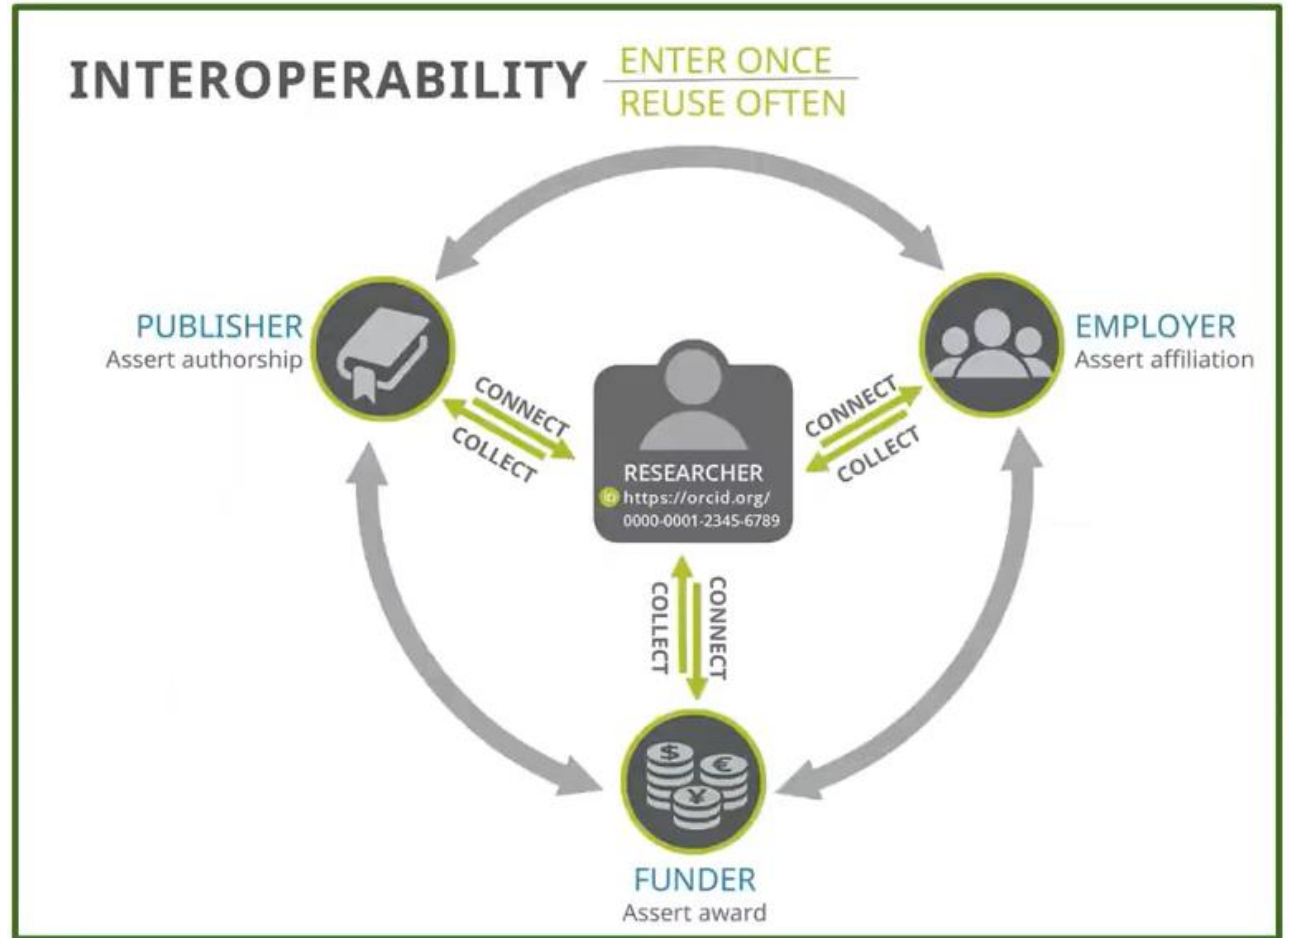 INTEROPERABILITY
ENTER ONCE
REUSE OFTEN
PUBLISHER
Assert authorship
EMPLOYER
Assert affiliation
CONNECT
COLLECT
CONNECT
COLLECT
RESEARCHER
iD https://orcid.org/
0000-0001-2345-6789
COLLECT
CONNECT
$
€
¥
FUNDER
Assert award